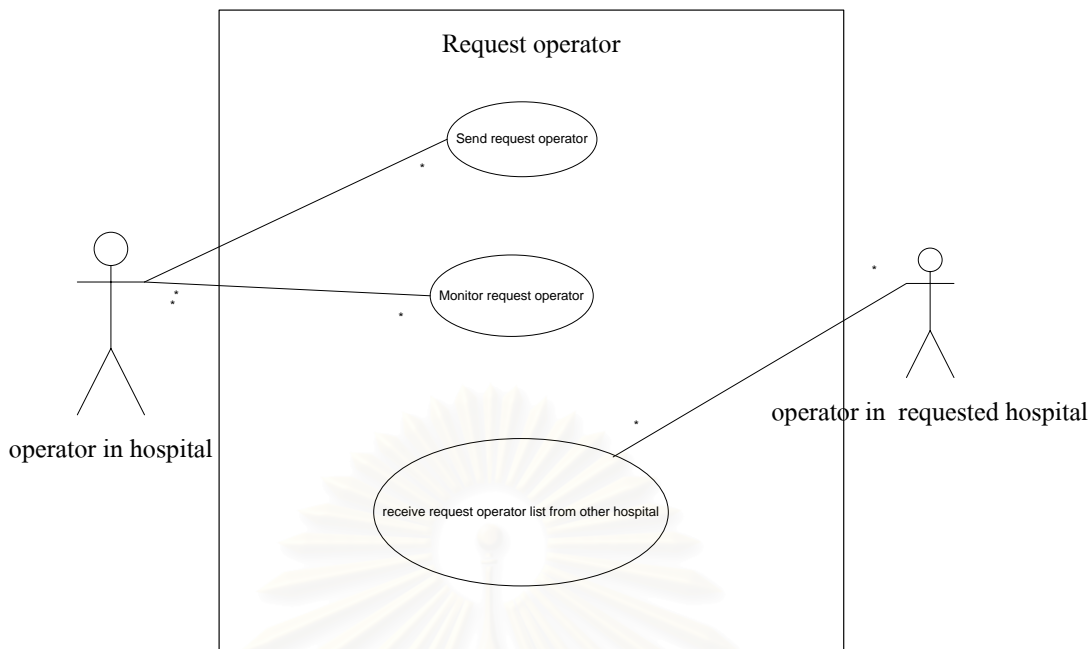 Request operator
Send request operator
*
*
Monitor request operator
*
*
*
operator in requested hospital
*
operator in hospital
receive request operator list from other hospital